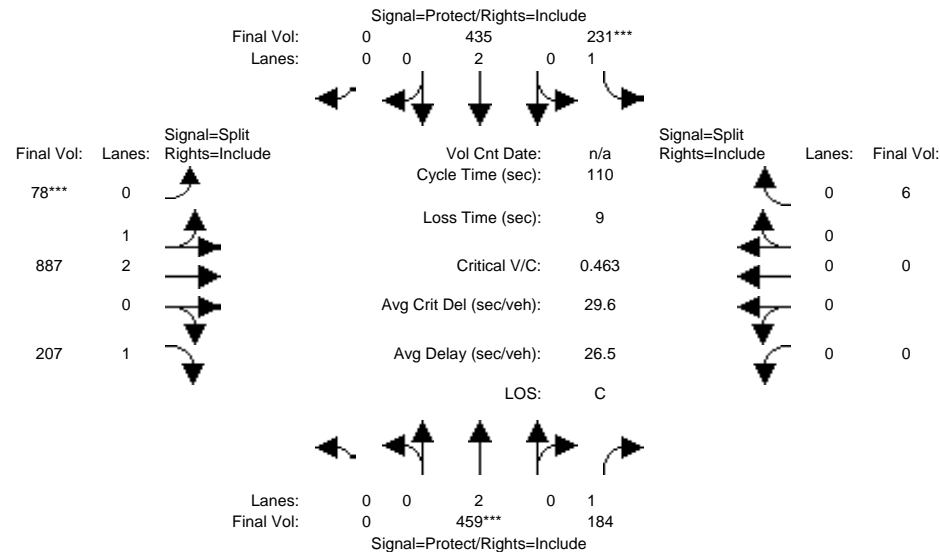 Signal=Protect/Rights=Include
Final Vol: 0 435 231***
Lanes: 0 0 2 0 1
Signal=Split Signal=Split
Final Vol: Lanes: Rights=Include Vol Cnt Date: n/a Rights=Include Lanes: Final Vol:
Cycle Time (sec): 110
78*** 0 0 6
Loss Time (sec): 9
1 0
887 2 Critical V/C: 0.463 0 0
0 Avg Crit Del (sec/veh): 29.6 0
207 1 Avg Delay (sec/veh): 26.5 0 0
LOS: C
Lanes: 0 0 2 0 1
Final Vol: 0 459*** 184
Signal=Protect/Rights=Include